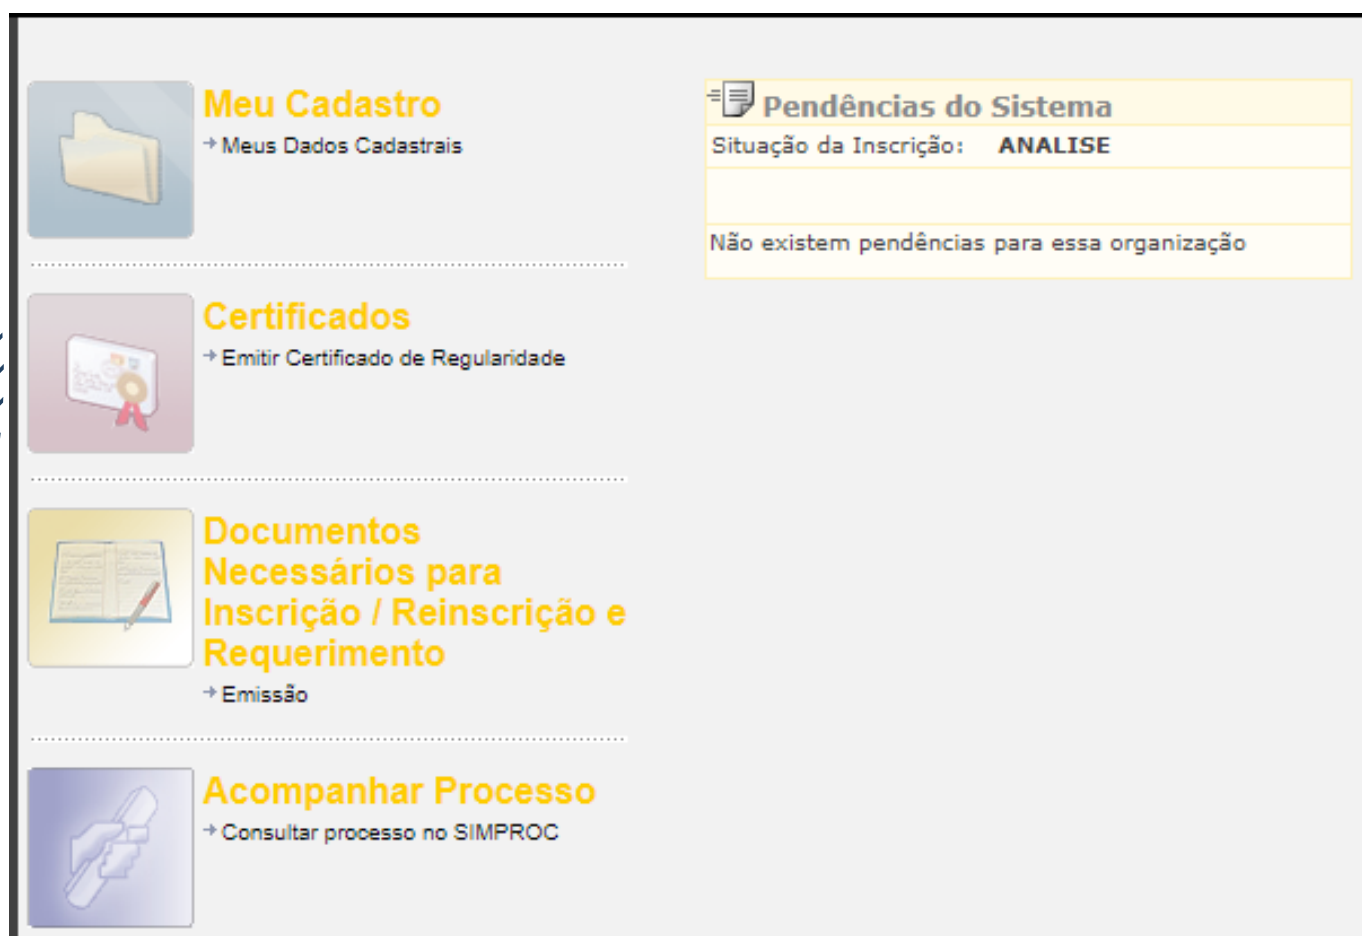 Meu Cadastro
Meus Dados Cadastrais
Certificados
Emitir Certificado de Regularidade
Documentos
Necessários para
Inscrição / Reinscrição e
Requerimento
Emissão
Acompanhar Processo
Consultar processo no SIMPROC
Pendências do Sistema
Situação da Inscrição: ANALISE
Não existem pendências para essa organização